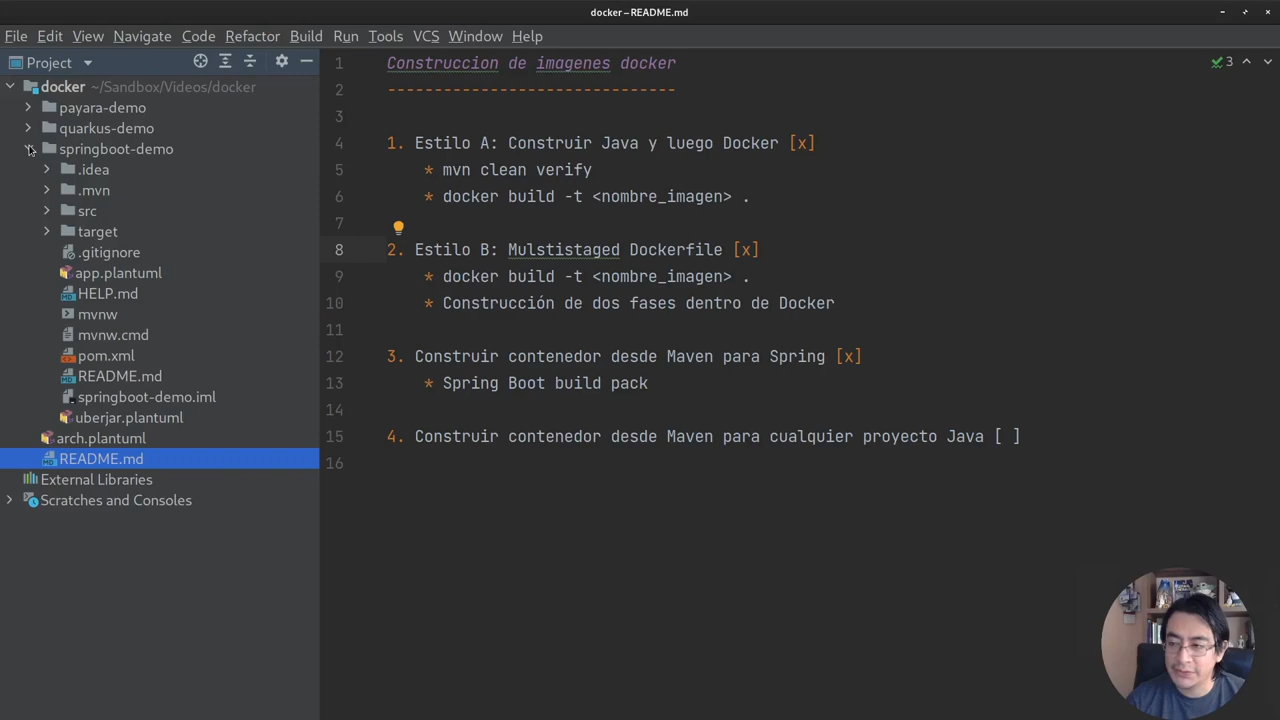 docker – README.md
File Edit View Navigate Code Refactor Build Run Tools VCS Window Help
Project
docker ~/Sandbox/Videos/docker
payara-demo
quarkus-demo
springboot-demo
.idea
.mvn
src
target
.gitignore
app.plantuml
HELP.md
mvnw
mvnw.cmd
pom.xml
README.md
springboot-demo.iml
uberjar.plantuml
arch.plantuml
README.md
External Libraries
Scratches and Consoles
1 Construccion de imagenes docker
2 -------------------------------
3
4 1. Estilo A: Construir Java y luego Docker [x]
5 * mvn clean verify
6 * docker build -t <nombre_imagen> .
7
8 2. Estilo B: Mulstistaged Dockerfile [x]
9 * docker build -t <nombre_imagen> .
10 * Construcción de dos fases dentro de Docker
11
12 3. Construir contenedor desde Maven para Spring [x]
13 * Spring Boot build pack
14
15 4. Construir contenedor desde Maven para cualquier proyecto Java [ ]
16
3